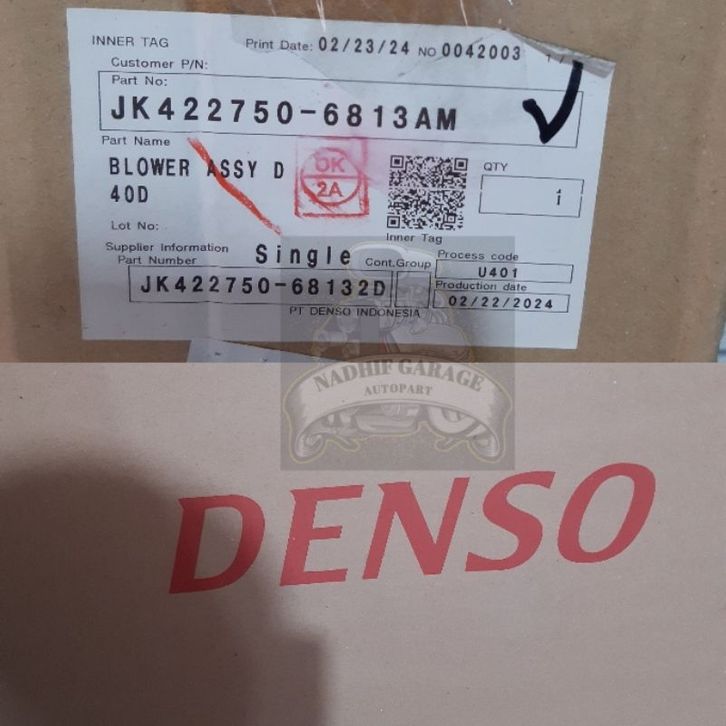 INNER TAG Print Date: 02/23/24 NO 0042003
Customer P/N:
Part No:
JK422750-6813AM
Part Name
BLOWER ASSY D
40D
OK
2A
QTY
1
Inner Tag
Lot No:
Supplier Information
Single
Cont.Group
Process code
U401
Part Number
JK422750-68132D
Production date
02/22/2024
PT DENSO INDONESIA
NADHIF GARAGE
AUTOPART
DENSO